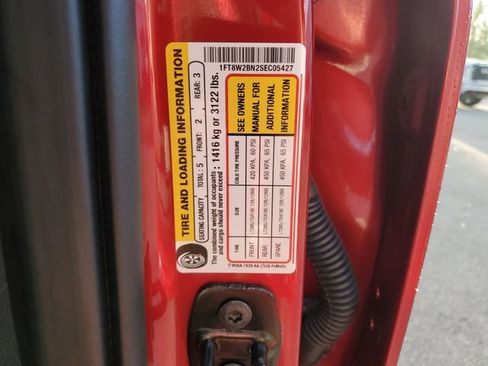 1FT8W2BN2SEC05427
TIRE AND LOADING INFORMATION
SEATING CAPACITY TOTAL: 5 FRONT: 2 REAR: 3
The combined weight of occupants and cargo should never exceed : 1416 kg or 3122 lbs.
TIRE SIZE COLD TIRE PRESSURE
FRONT 420 KPA, 60 PSI
REAR 450 KPA, 65 PSI
SPARE 450 KPA, 65 PSI
SEE OWNERS
MANUAL FOR
ADDITIONAL
INFORMATION